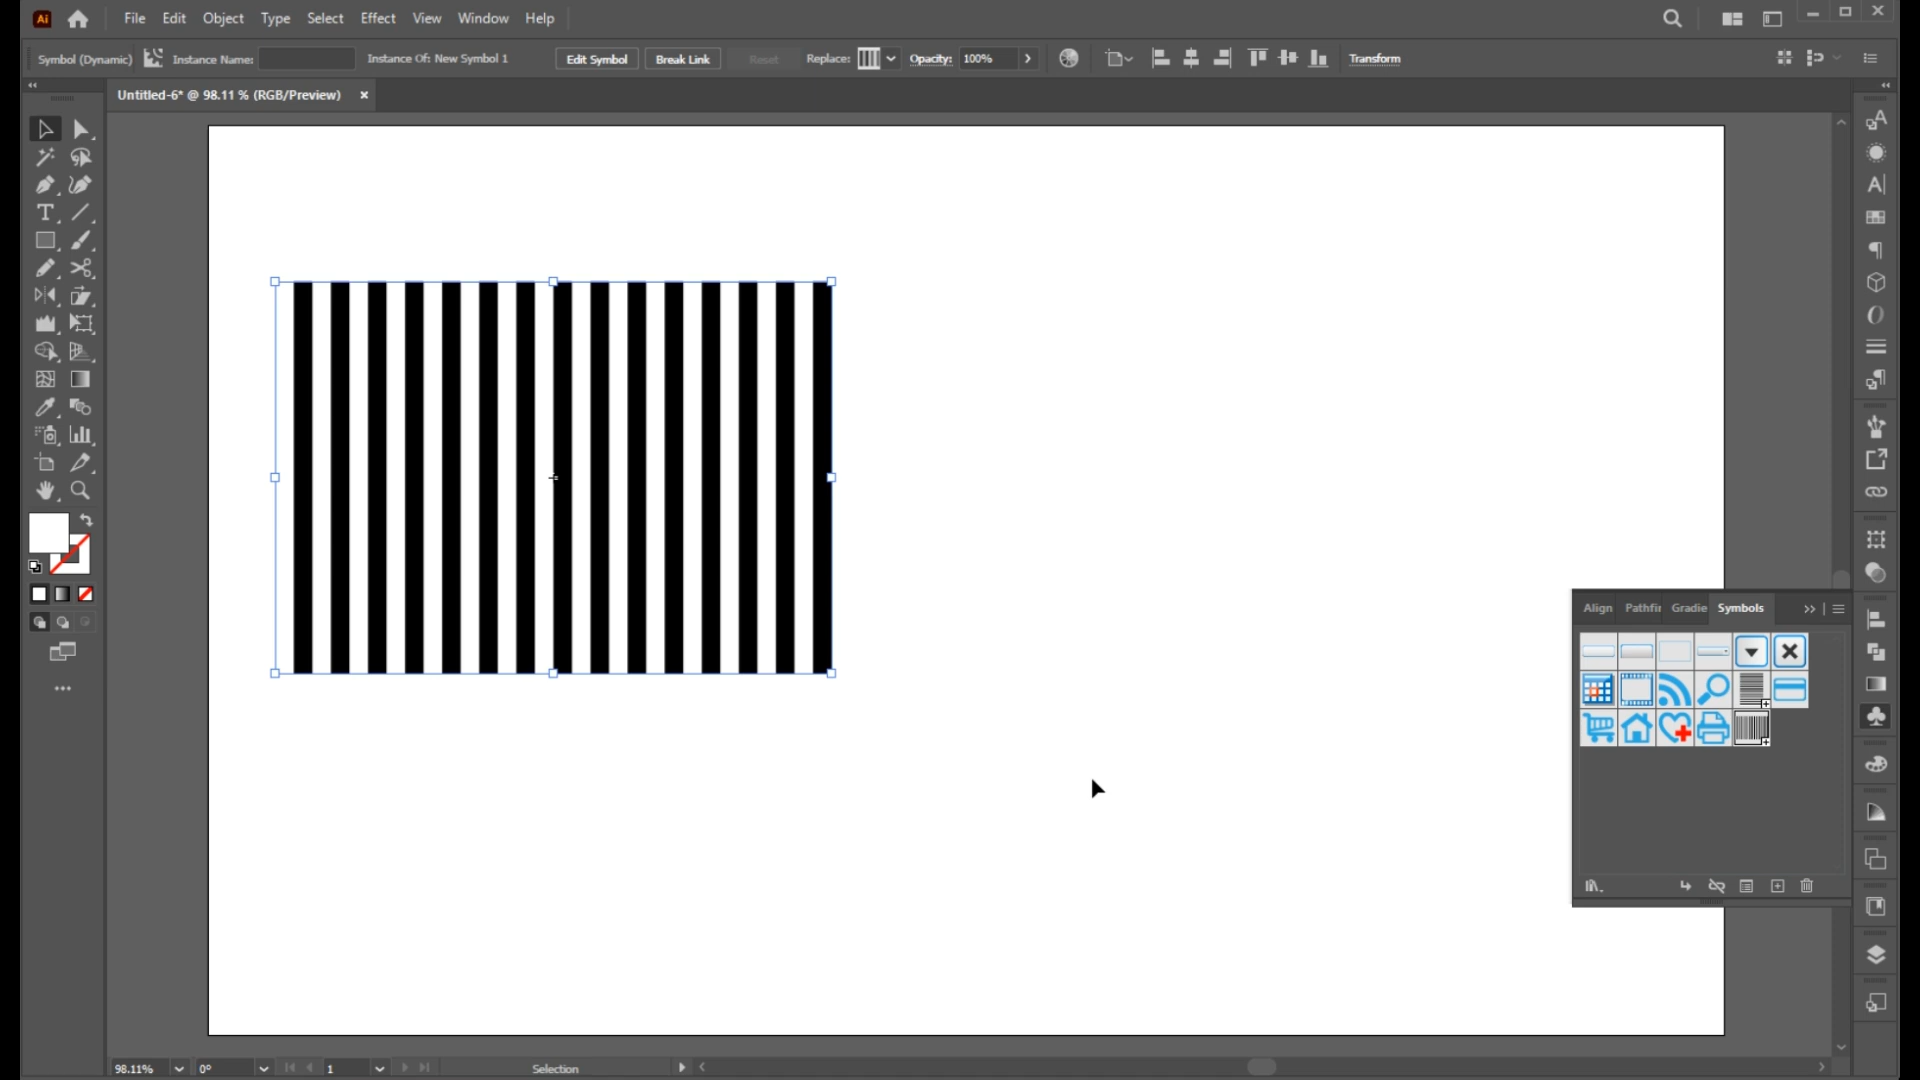 Ai File Edit Object Type Select Effect View Window Help
Symbol (Dynamic) Instance Name: Instance Of: New Symbol 1 Edit Symbol Break Link Reset Replace: Opacity: 100% Transform
Untitled-6* @ 98.11 % (RGB/Preview) ×
Align Pathfin Gradie Symbols
98.11% 0° 1 Selection